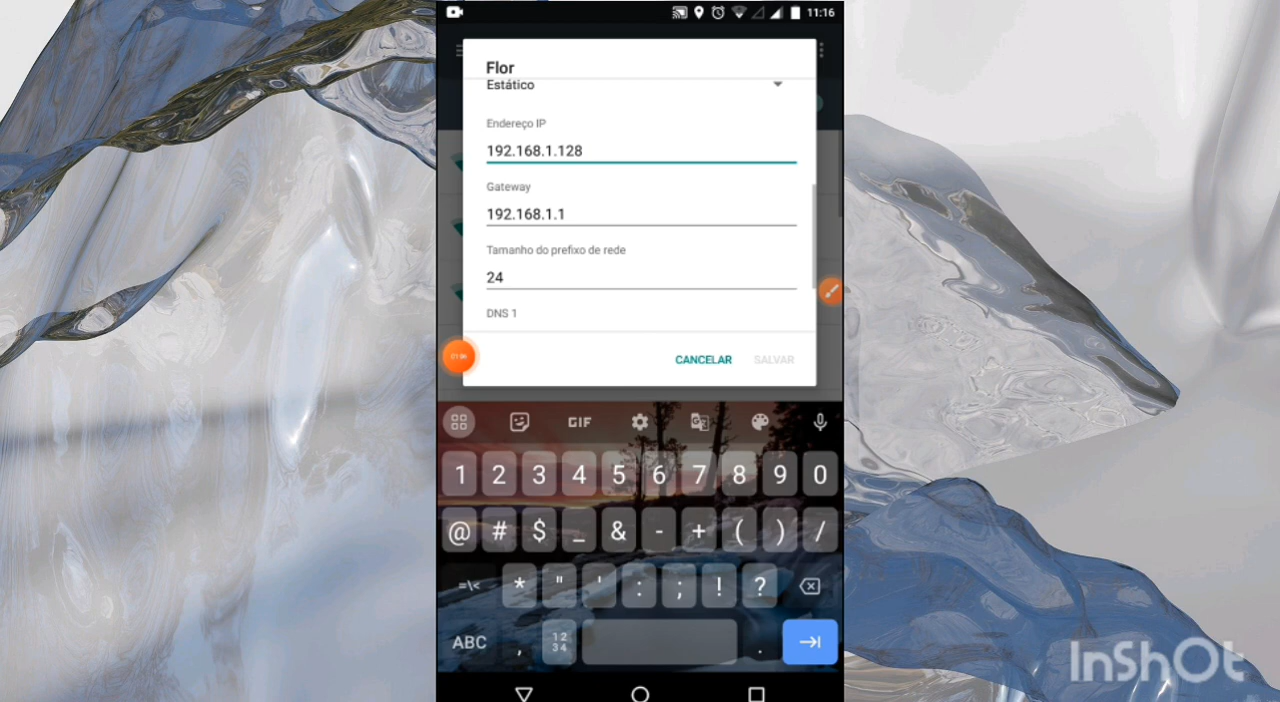 11:16
Flor
Estático
Endereço IP
192.168.1.128
Gateway
192.168.1.1
Tamanho do prefixo de rede
24
DNS 1
CANCELAR SALVAR
GIF
1 2 3 4 5 6 7 8 9 0
@ # $ _ & - + ( ) /
=\< * " ' : ; ! ?
ABC , 12 34 .
InShOt